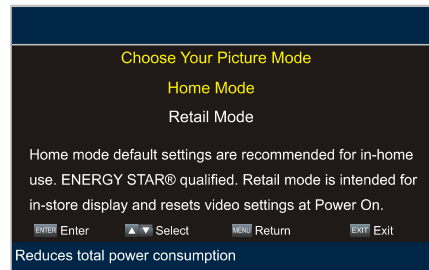 Choose Your Picture Mode
Home Mode
Retail Mode
Home mode default settings are recommended for in-home
use. ENERGY STAR® qualified. Retail mode is intended for
in-store display and resets video settings at Power On.
ENTER Enter ▲ ▼ Select MENU Return EXIT Exit
Reduces total power consumption